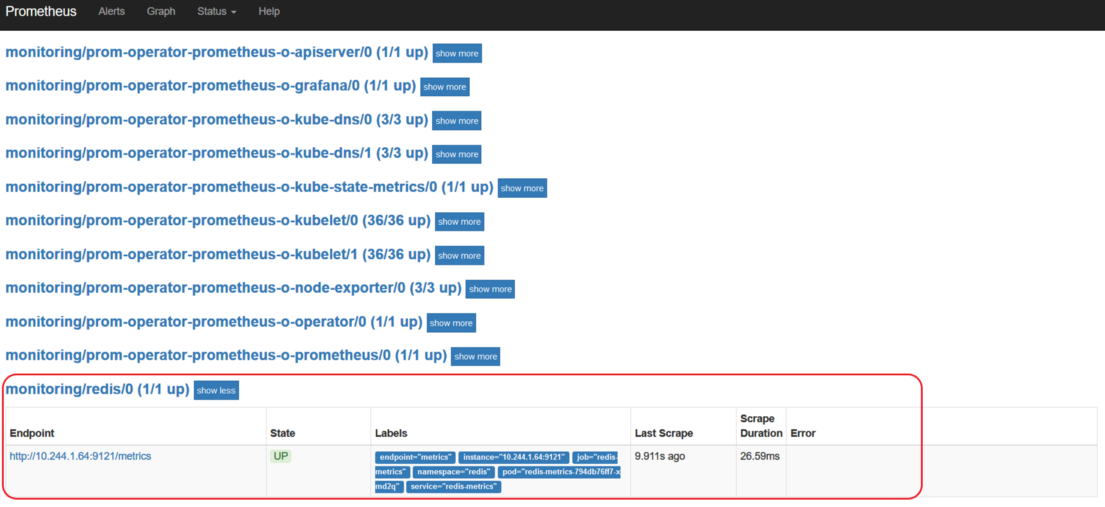 Prometheus Alerts Graph Status Help
monitoring/prom-operator-prometheus-o-apiserver/0 (1/1 up) show more
monitoring/prom-operator-prometheus-o-grafana/0 (1/1 up) show more
monitoring/prom-operator-prometheus-o-kube-dns/0 (3/3 up) show more
monitoring/prom-operator-prometheus-o-kube-dns/1 (3/3 up) show more
monitoring/prom-operator-prometheus-o-kube-state-metrics/0 (1/1 up) show more
monitoring/prom-operator-prometheus-o-kubelet/0 (36/36 up) show more
monitoring/prom-operator-prometheus-o-kubelet/1 (36/36 up) show more
monitoring/prom-operator-prometheus-o-node-exporter/0 (3/3 up) show more
monitoring/prom-operator-prometheus-o-operator/0 (1/1 up) show more
monitoring/prom-operator-prometheus-o-prometheus/0 (1/1 up) show more
monitoring/redis/0 (1/1 up) show less
Endpoint State Labels Last Scrape Scrape Duration Error
http://10.244.1.64:9121/metrics UP endpoint="metrics" instance="10.244.1.64:9121" job="redis-
metrics" namespace="redis" pod="redis-metrics-794db76ff7-x
md2q" service="redis-metrics" 9.911s ago 26.59ms